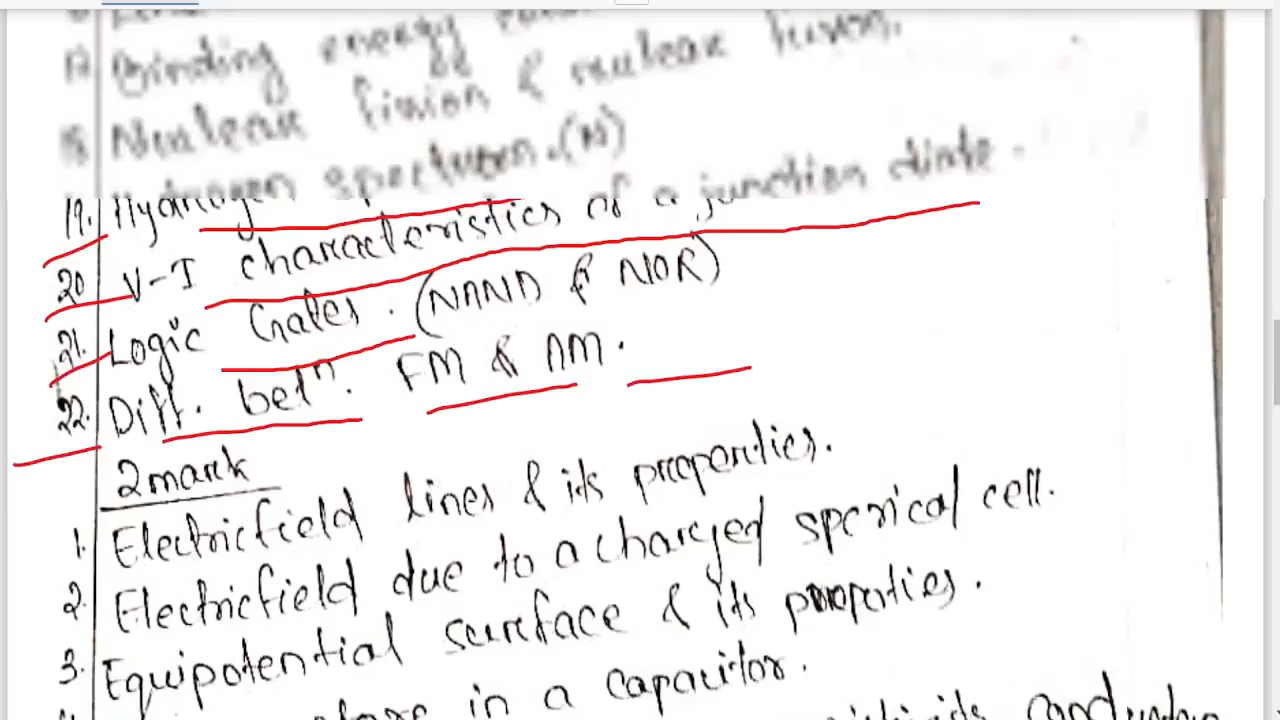 17 Binding energy
18 Nuclear fission & nuclear fusion.
19. Hydrogen spectrum. (N)
20 V-I characteristics of a junction diode.
21. Logic Gates. (NAND & NOR)
22. Diff. betn. FM & AM.
2mark
1. Electricfield lines & its properties.
2. Electricfield due to a charged sperical cell.
3. Equipotential surface & its properties.
in a capacitor.